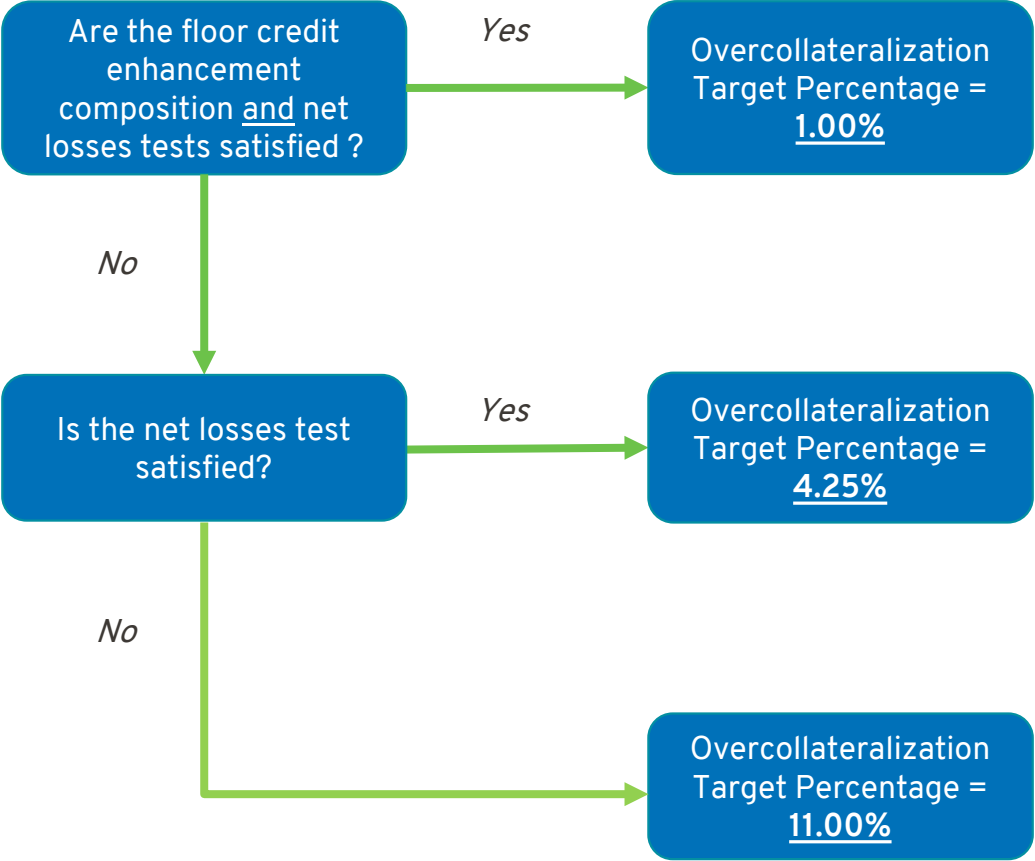 Are the floor credit
enhancement
composition and net
losses tests satisfied ?
Yes
Overcollateralization
Target Percentage =
1.00%
No
Is the net losses test
satisfied?
Yes
Overcollateralization
Target Percentage =
4.25%
No
Overcollateralization
Target Percentage =
11.00%